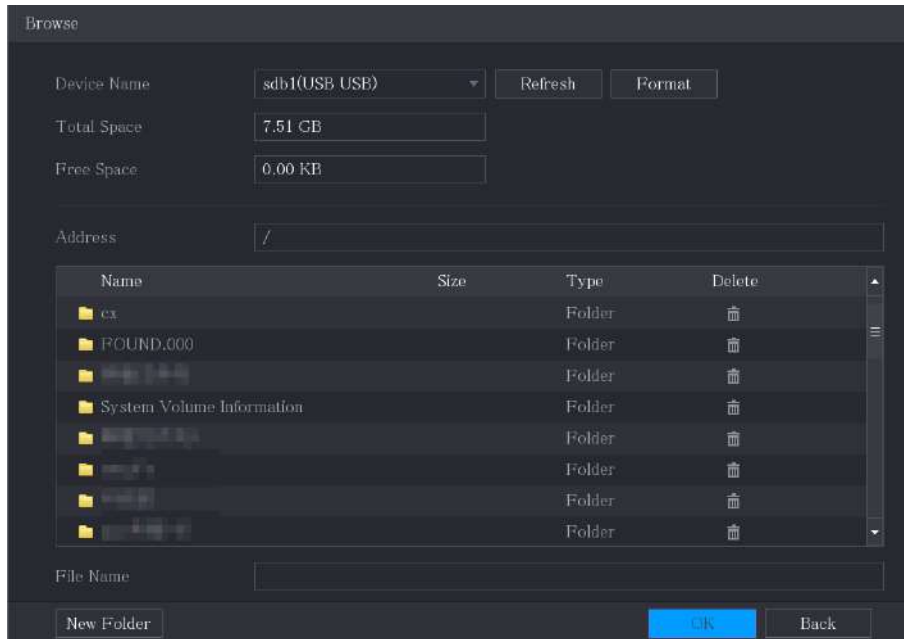 Browse
Device Name sdb1(USB USB) Refresh Format
Total Space 7.51 GB
Free Space 0.00 KB
Address /
Name Size Type Delete
cx Folder
FOUND.000 Folder
Folder
System Volume Information Folder
Folder
Folder
Folder
Folder
File Name
New Folder OK Back